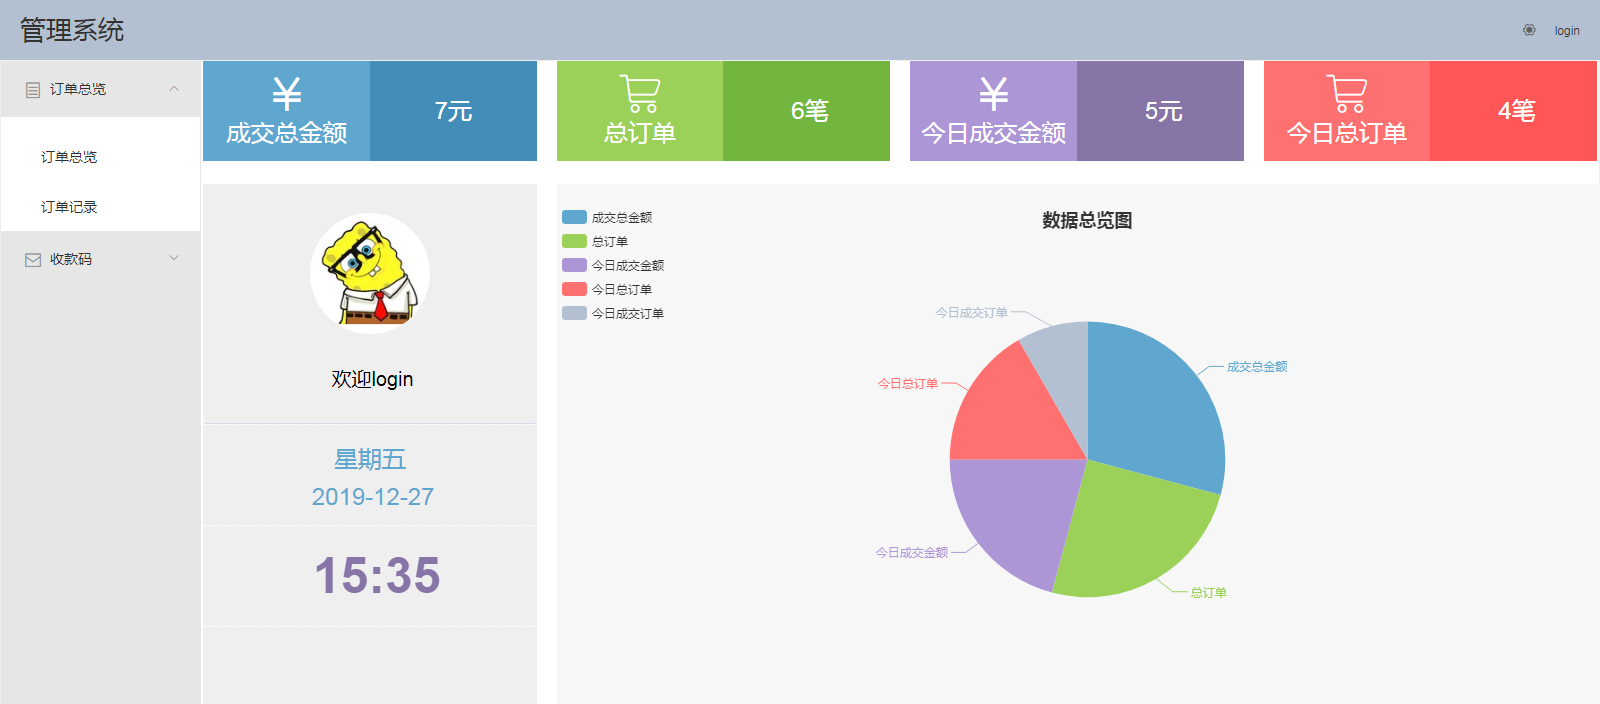 管理系统
login
订单总览
订单总览
订单记录
收款码
成交总金额
7元
总订单
6笔
今日成交金额
5元
今日总订单
4笔
欢迎login
星期五
2019-12-27
15:35
数据总览图
成交总金额
总订单
今日成交金额
今日总订单
今日成交订单
今日成交订单
成交总金额
今日总订单
今日成交金额
总订单